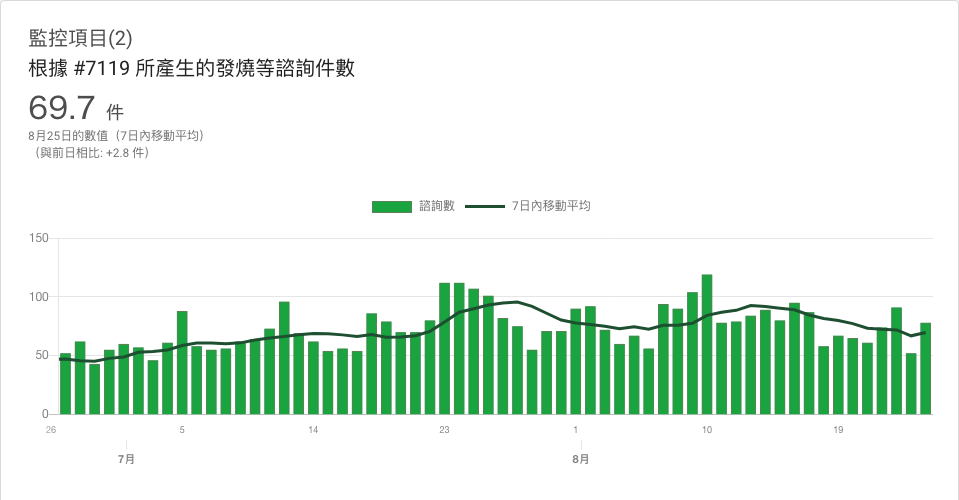 監控項目(2)
根據 #7119 所產生的發燒等諮詢件數
69.7 件
8月25日的數值（7日內移動平均）
（與前日相比: +2.8 件）
諮詢數 7日內移動平均
150
100
50
0
26 5 14 23 1 10 19
7月 8月